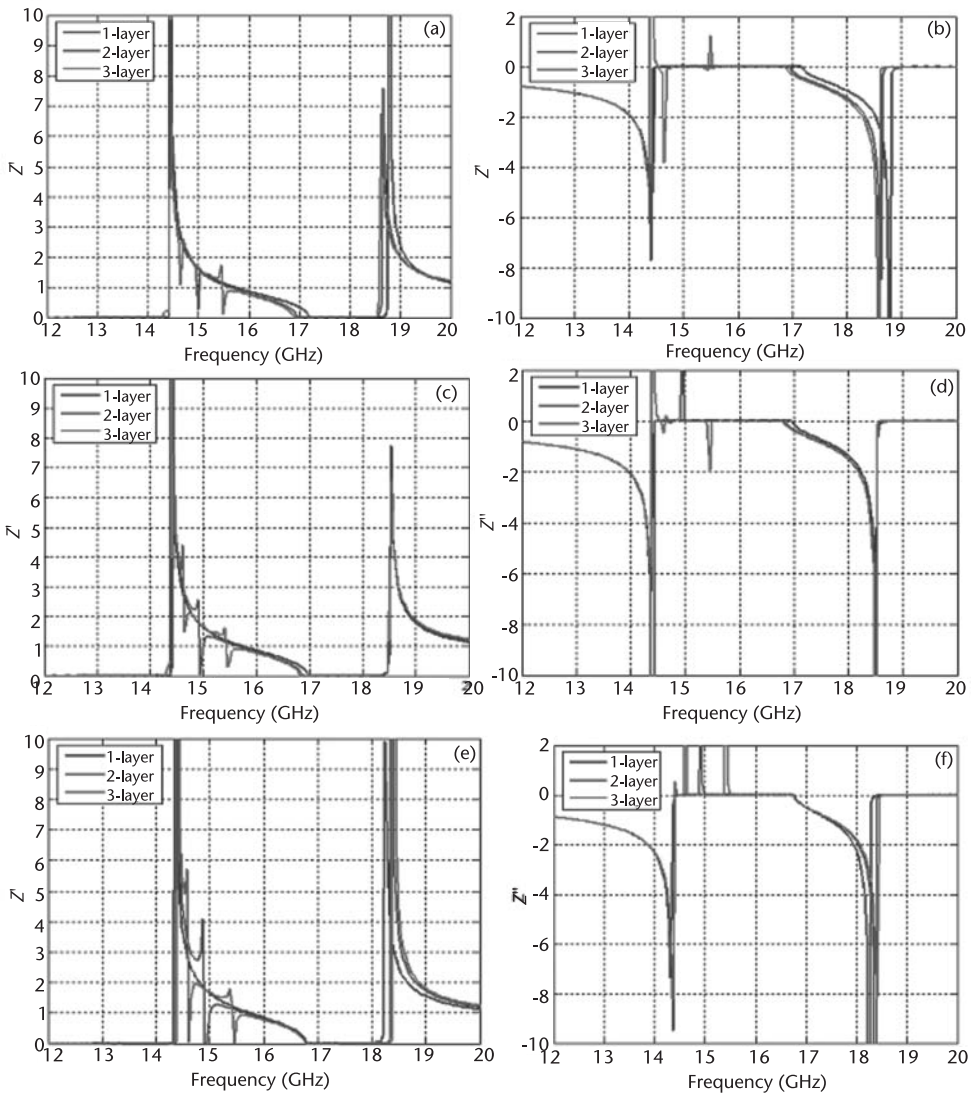 (a)
1-layer
2-layer
3-layer
10
9
8
7
6
5
4
3
2
1
0
Z'
12 13 14 15 16 17 18 19 20
Frequency (GHz)
(b)
1-layer
2-layer
3-layer
2
0
-2
-4
-6
-8
-10
Z'
12 13 14 15 16 17 18 19 20
Frequency (GHz)
(c)
1-layer
2-layer
3-layer
10
9
8
7
6
5
4
3
2
1
0
Z'
12 13 14 15 16 17 18 19 20
Frequency (GHz)
(d)
1-layer
2-layer
3-layer
2
0
-2
-4
-6
-8
-10
Z"
12 13 14 15 16 17 18 19 20
Frequency (GHz)
(e)
1-layer
2-layer
3-layer
10
9
8
7
6
5
4
3
2
1
0
Z'
12 13 14 15 16 17 18 19 20
Frequency (GHz)
(f)
1-layer
2-layer
3-layer
2
0
-2
-4
-6
-8
-10
Z"
12 13 14 15 16 17 18 19 20
Frequency (GHz)